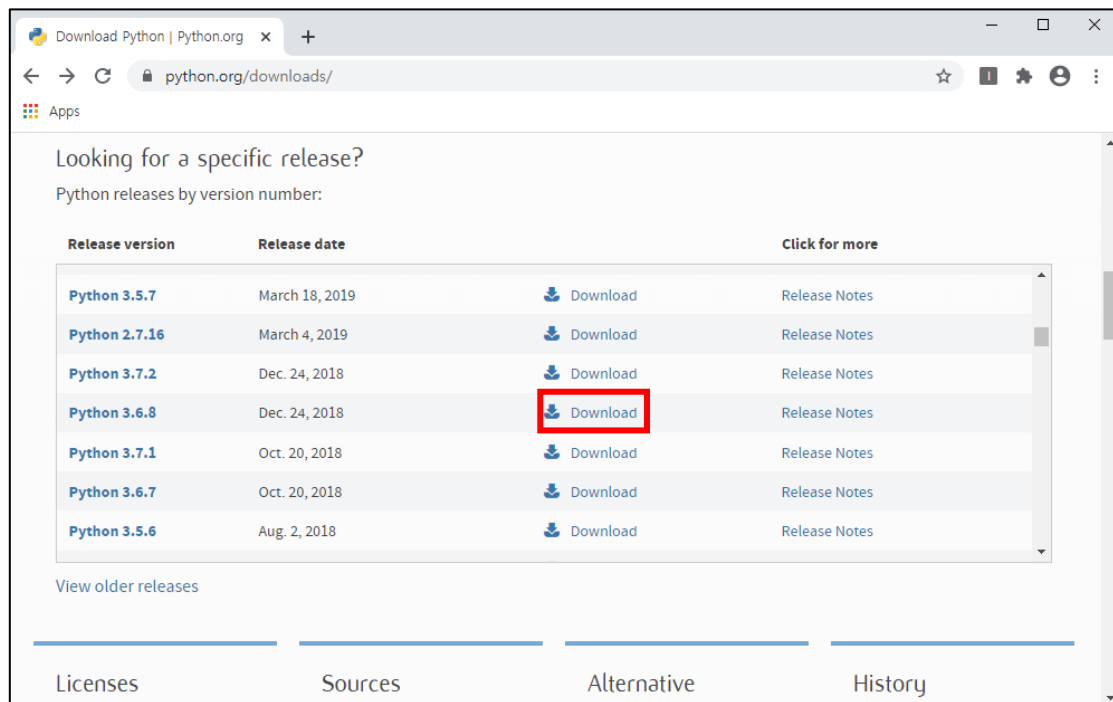 Download Python | Python.org
python.org/downloads/
Apps
Looking for a specific release?
Python releases by version number:
Release version Release date Click for more
Python 3.5.7 March 18, 2019 Download Release Notes
Python 2.7.16 March 4, 2019 Download Release Notes
Python 3.7.2 Dec. 24, 2018 Download Release Notes
Python 3.6.8 Dec. 24, 2018 Download Release Notes
Python 3.7.1 Oct. 20, 2018 Download Release Notes
Python 3.6.7 Oct. 20, 2018 Download Release Notes
Python 3.5.6 Aug. 2, 2018 Download Release Notes
View older releases
Licenses Sources Alternative History